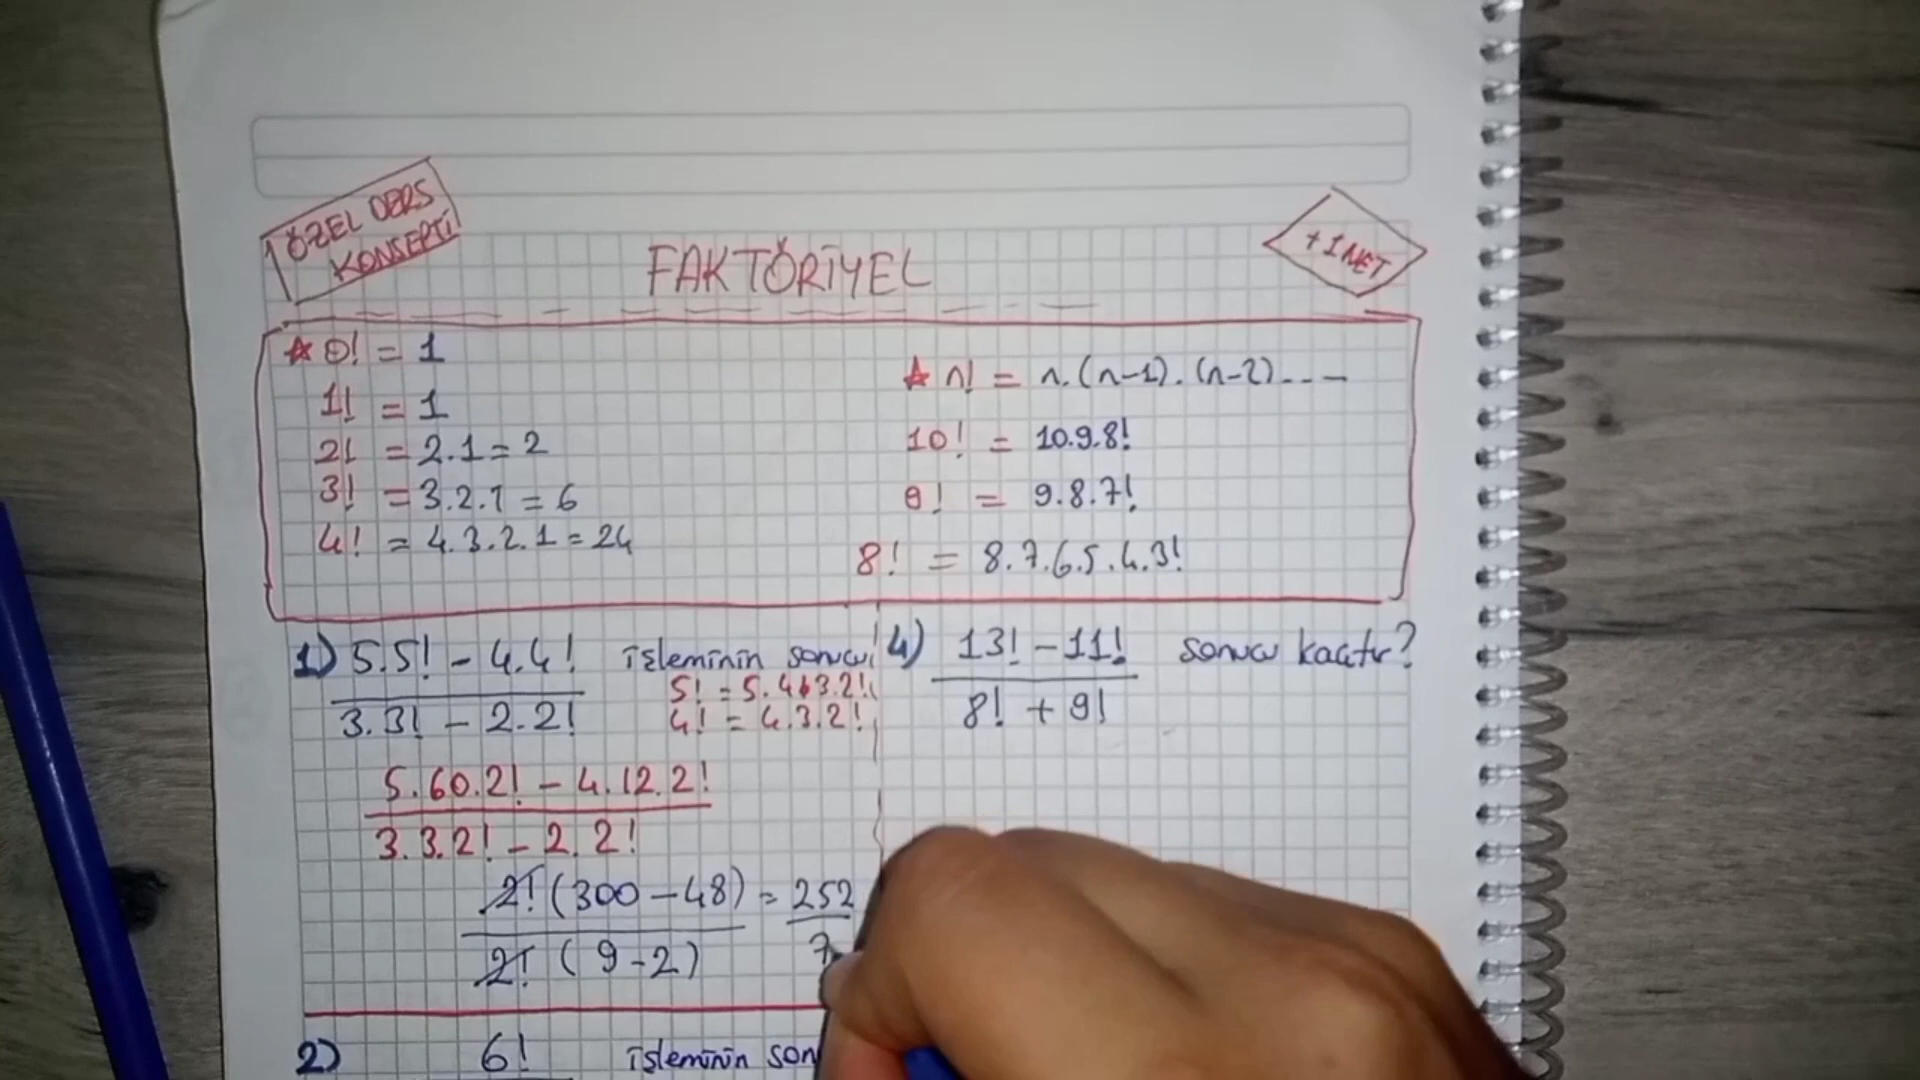 ÖZEL DERS
KONSEPTİ
FAKTÖRİYEL
+1 NET
0! = 1
1! = 1
2! = 2.1 = 2
3! = 3.2.1 = 6
4! = 4.3.2.1 = 24
n! = n.(n-1).(n-2)....
10! = 10.9.8!
9! = 9.8.7!
8! = 8.7.6.5.4.3!
1) 5.5! - 4.4! işleminin sonucu
3.3! - 2.2!
5! = 5.4.3.2!
4! = 4.3.2!
5.60.2! - 4.12.2!
3.3.2! - 2.2!
2!(300-48) = 252
2! (9-2) 7
2) 6! işleminin
4) 13! - 11! sonucu kaçtır?
8! + 9!